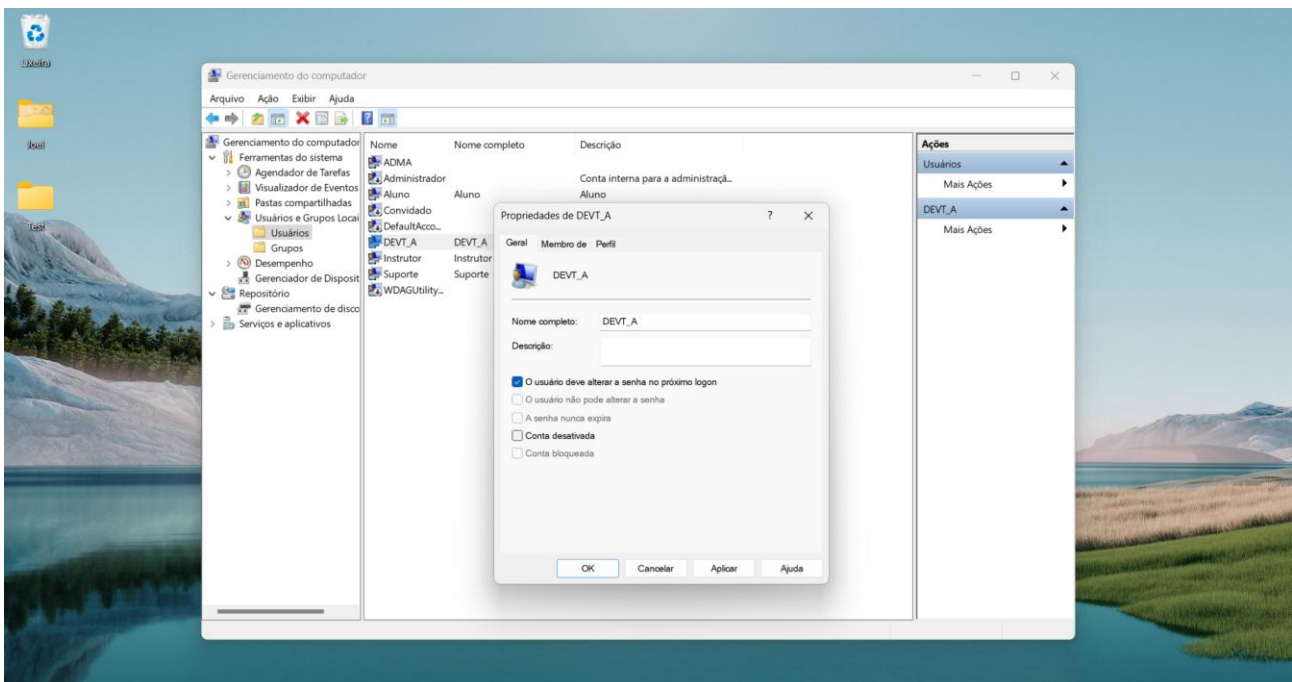 Lixeira
Joel
Test
Gerenciamento do computador
Arquivo Ação Exibir Ajuda
Gerenciamento do computador
Ferramentas do sistema
Agendador de Tarefas
Visualizador de Eventos
Pastas compartilhadas
Usuários e Grupos Locai
Usuários
Grupos
Desempenho
Gerenciador de Disposit
Repositório
Gerenciamento de disco
Serviços e aplicativos
Nome Nome completo Descrição
ADMA
Administrador Conta interna para a administraçã...
Aluno Aluno Aluno
Convidado
DefaultAcco...
DEVT_A DEVT_A
Instrutor Instrutor
Suporte Suporte
WDAGUtility...
Propriedades de DEVT_A ?
Geral Membro de Perfil
DEVT_A
Nome completo: DEVT_A
Descrição:
O usuário deve alterar a senha no próximo logon
O usuário não pode alterar a senha
A senha nunca expira
Conta desativada
Conta bloqueada
OK Cancelar Aplicar Ajuda
Ações
Usuários
Mais Ações
DEVT_A
Mais Ações